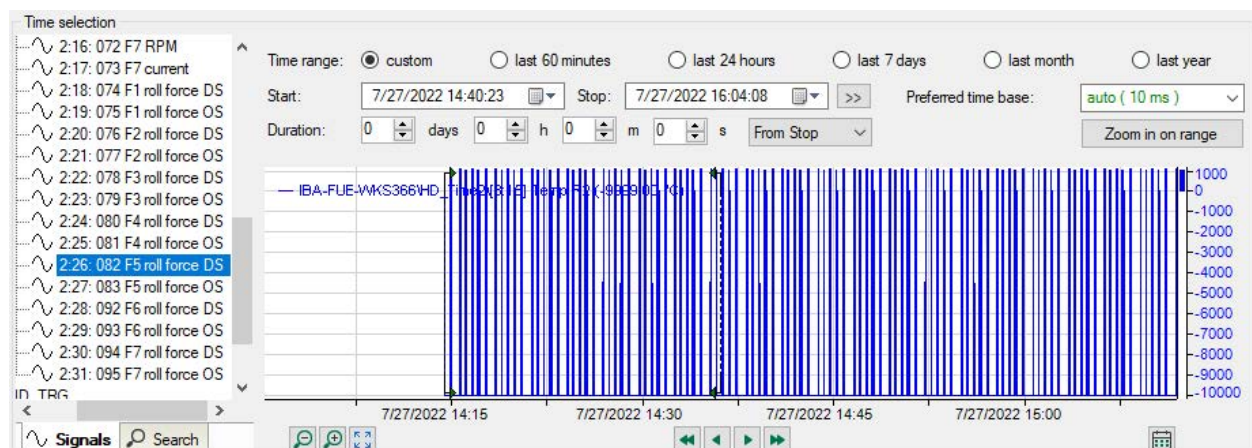 Time selection
2:16: 072 F7 RPM
2:17: 073 F7 current
2:18: 074 F1 roll force DS
2:19: 075 F1 roll force OS
2:20: 076 F2 roll force DS
2:21: 077 F2 roll force OS
2:22: 078 F3 roll force DS
2:23: 079 F3 roll force OS
2:24: 080 F4 roll force DS
2:25: 081 F4 roll force OS
2:26: 082 F5 roll force DS
2:27: 083 F5 roll force OS
2:28: 092 F6 roll force DS
2:29: 093 F6 roll force OS
2:30: 094 F7 roll force DS
2:31: 095 F7 roll force OS
ID_TRG
Signals Search
Time range: custom last 60 minutes last 24 hours last 7 days last month last year
Start: 7/27/2022 14:40:23 Stop: 7/27/2022 16:04:08 >> Preferred time base: auto ( 10 ms )
Duration: 0 days 0 h 0 m 0 s From Stop Zoom in on range
IBA-FUE-WKS366\HD_
1000
0
-1000
-2000
-3000
-4000
-5000
-6000
-7000
-8000
-9000
-10000
7/27/2022 14:15 7/27/2022 14:30 7/27/2022 14:45 7/27/2022 15:00